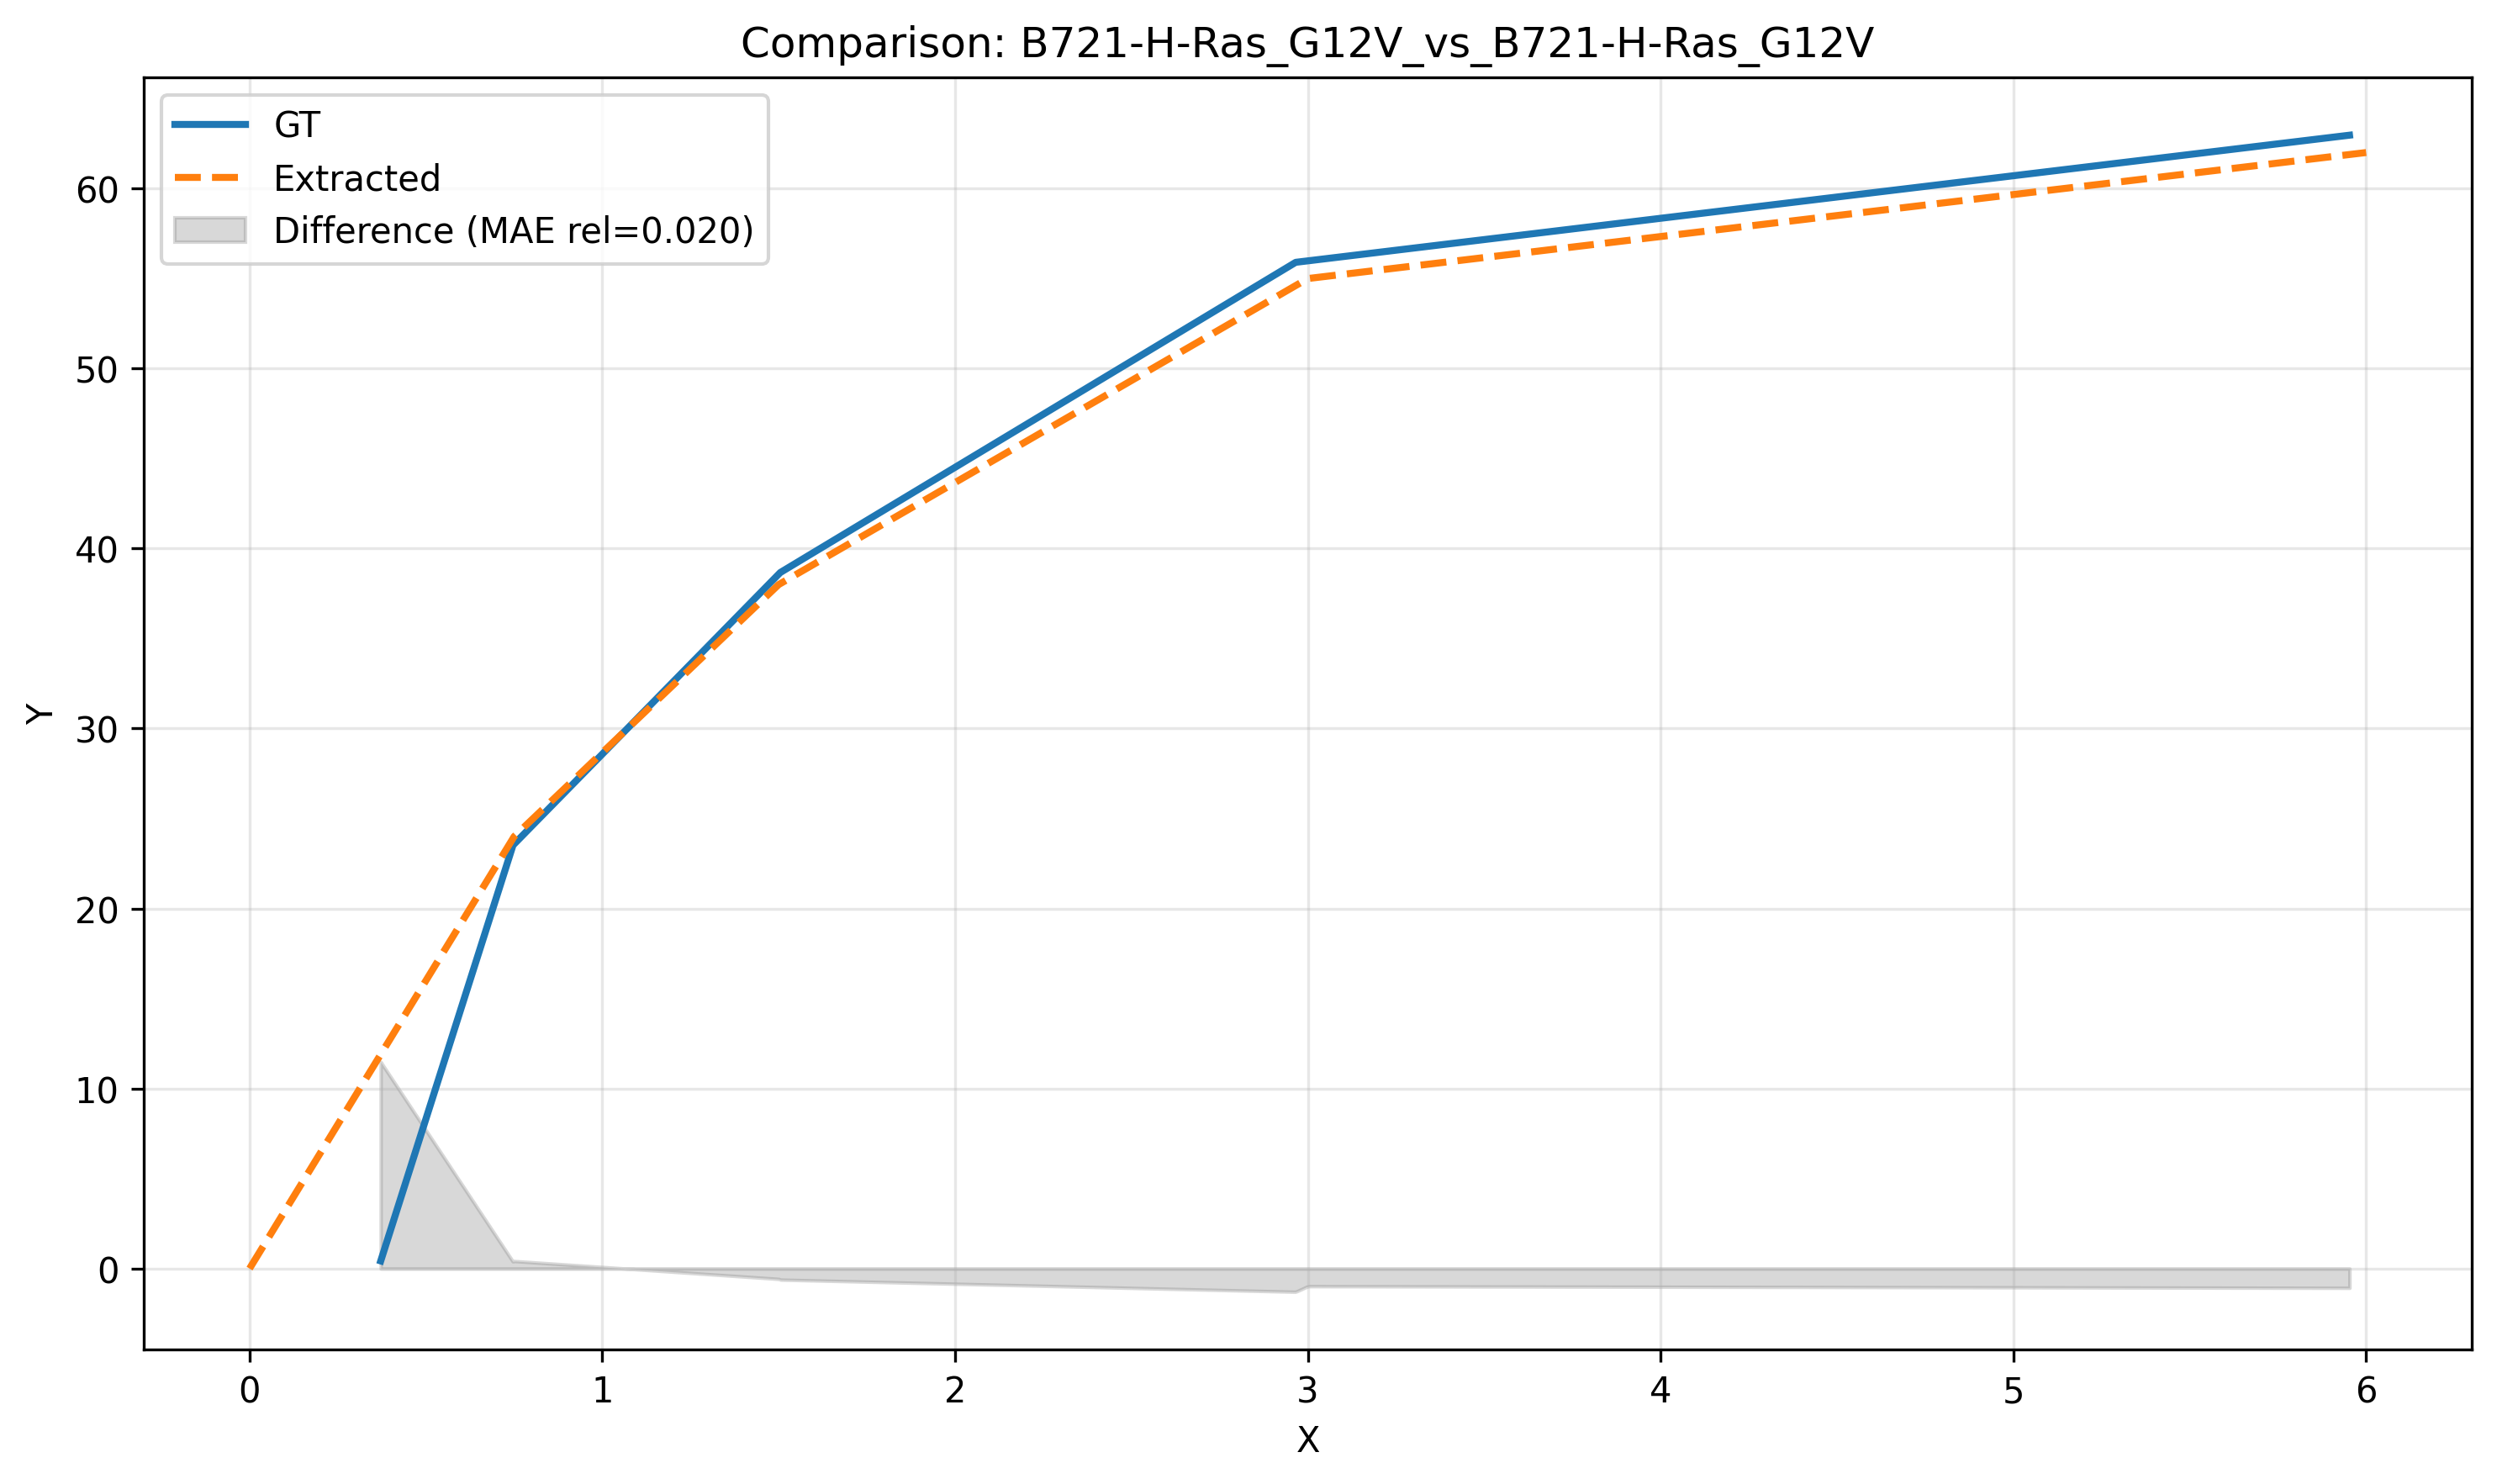 Comparison: B721-H-Ras_G12V_vs_B721-H-Ras_G12V
GT
Extracted
Difference (MAE rel=0.020)
60
50
40
30
20
10
0
Y
0 1 2 3 4 5 6
X